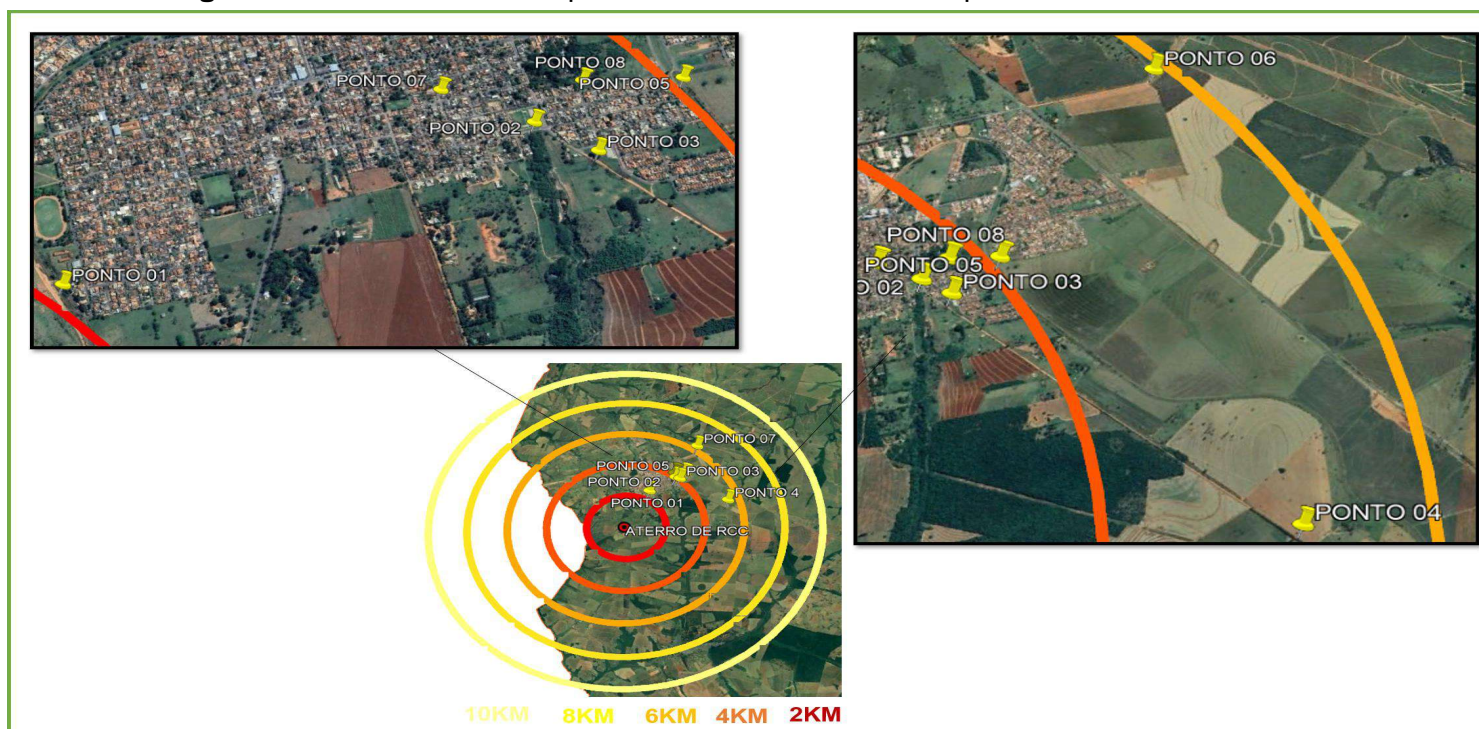 PONTO 08
PONTO 07
PONTO 05
PONTO 02
PONTO 03
PONTO 01
PONTO 06
PONTO 08
PONTO 05
O 02
PONTO 03
PONTO 04
PONTO 07
PONTO 05
PONTO 03
PONTO 02
PONTO 4
PONTO 01
ATERRO DE RCC
10KM 8KM 6KM 4KM 2KM